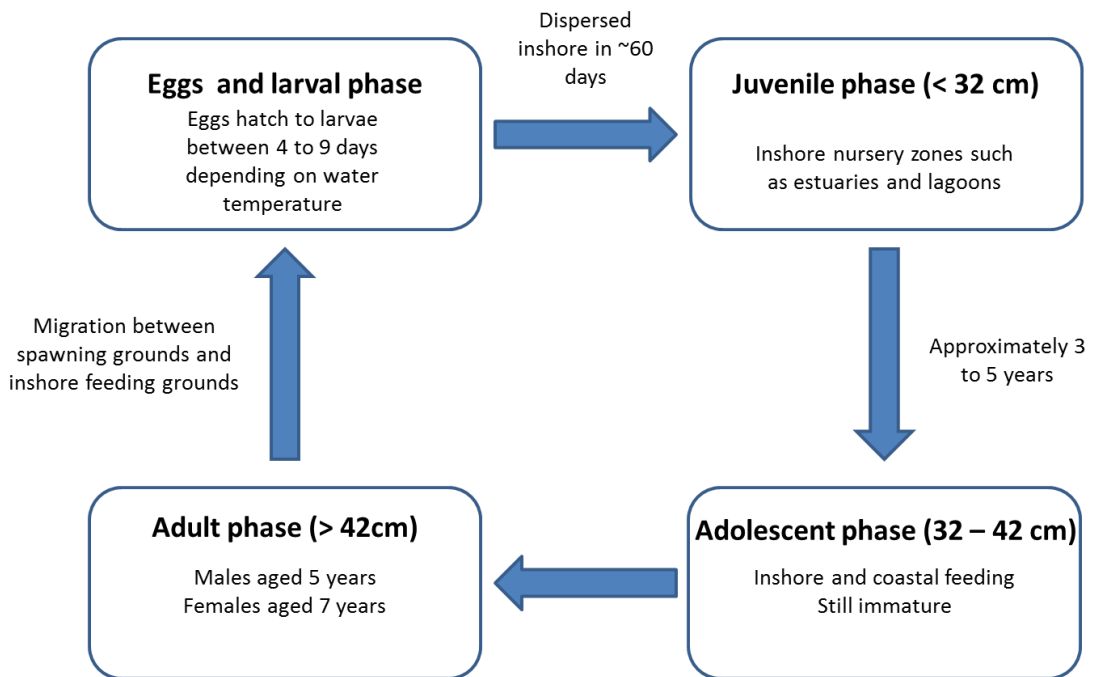 Eggs and larval phase
Eggs hatch to larvae
between 4 to 9 days
depending on water
temperature
Dispersed
inshore in ~60
days
Juvenile phase (< 32 cm)
Inshore nursery zones such
as estuaries and lagoons
Approximately 3
to 5 years
Adolescent phase (32 – 42 cm)
Inshore and coastal feeding
Still immature
Adult phase (> 42cm)
Males aged 5 years
Females aged 7 years
Migration between
spawning grounds and
inshore feeding grounds